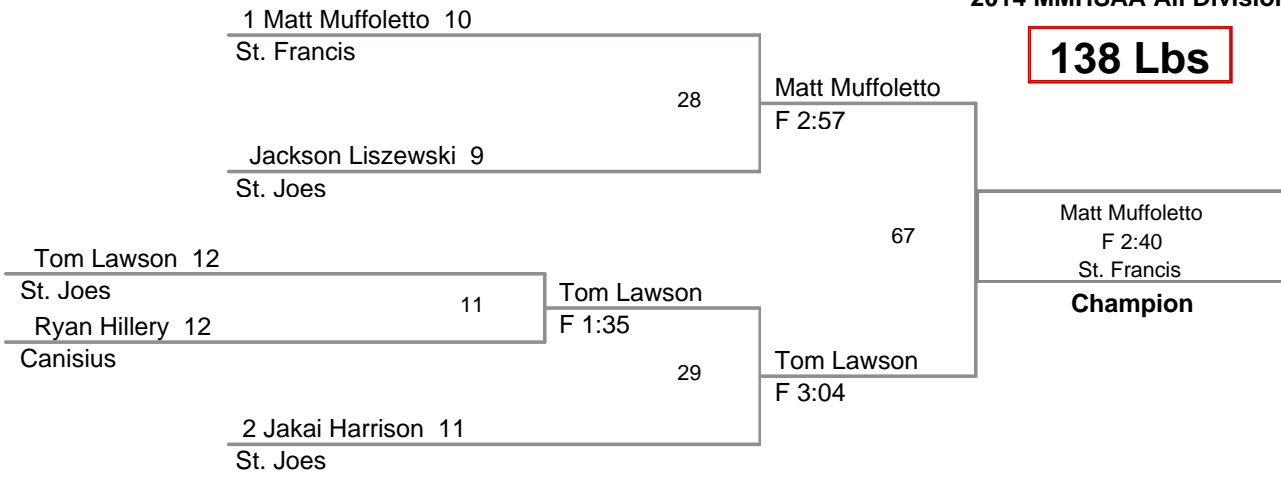 2014 MMHSAA All Division
138 Lbs
1 Matt Muffoletto 10
St. Francis
28
Matt Muffoletto
F 2:57
Jackson Liszewski 9
St. Joes
67
Matt Muffoletto
F 2:40
St. Francis
Champion
Tom Lawson 12
St. Joes
11
Tom Lawson
F 1:35
Ryan Hillery 12
Canisius
29
Tom Lawson
F 3:04
2 Jakai Harrison 11
St. Joes